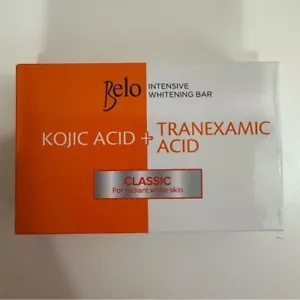 Belo
INTENSIVE
WHITENING BAR
KOJIC ACID + TRANEXAMIC
ACID
CLASSIC
For radiant white skin